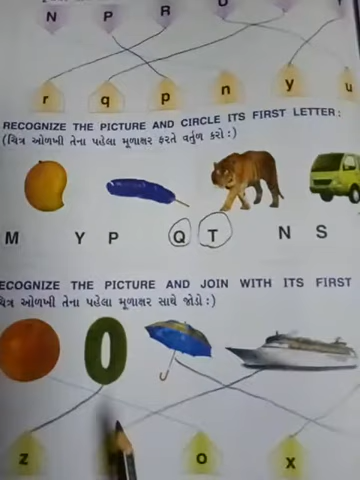 N P R
r q p n y u
RECOGNIZE THE PICTURE AND CIRCLE ITS FIRST LETTER:
(ચિત્ર ઓળખી તેના પહેલા મૂળાક્ષર ફરતે વર્તુળ કરો:)
M Y P Q T N S
ECOGNIZE THE PICTURE AND JOIN WITH ITS FIRST
ચિત્ર ઓળખી તેના પહેલા મૂળાક્ષર સાથે જોડો:)
z o x